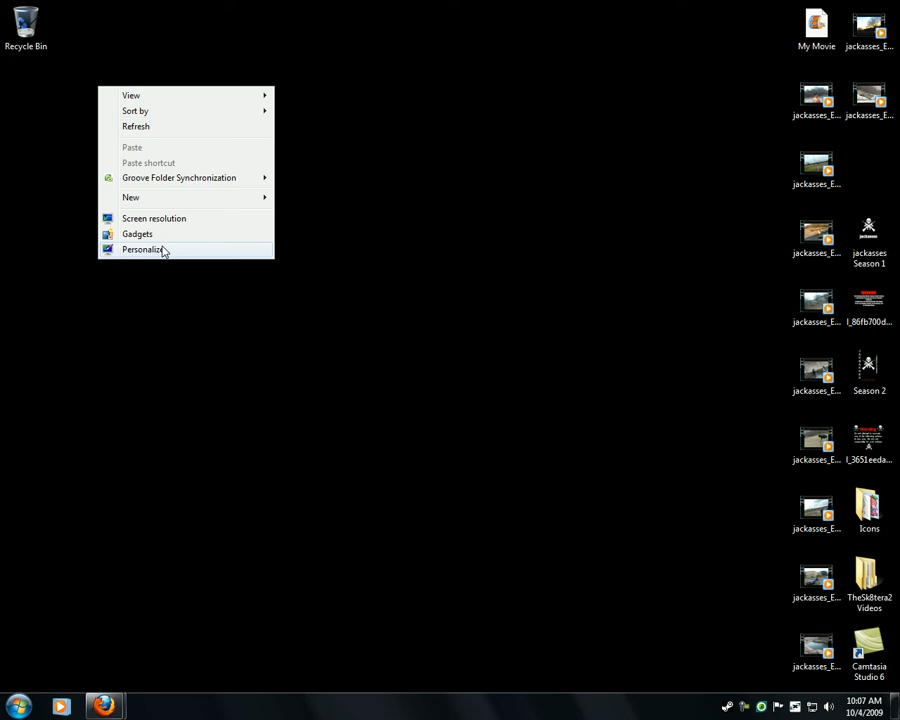 Recycle Bin
View
Sort by
Refresh
Paste
Paste shortcut
Groove Folder Synchronization
New
Screen resolution
Gadgets
Personalize
My Movie
jackasses_E...
jackasses_E...
jackasses_E...
jackasses_E...
jackasses_E...
jackasses
Season 1
jackasses_E...
l_86fb700d...
jackasses_E...
Season 2
jackasses_E...
l_3651eeda...
jackasses_E...
Icons
jackasses_E...
TheSk8tera2
Videos
jackasses_E...
Camtasia
Studio 6
10:07 AM
10/4/2009